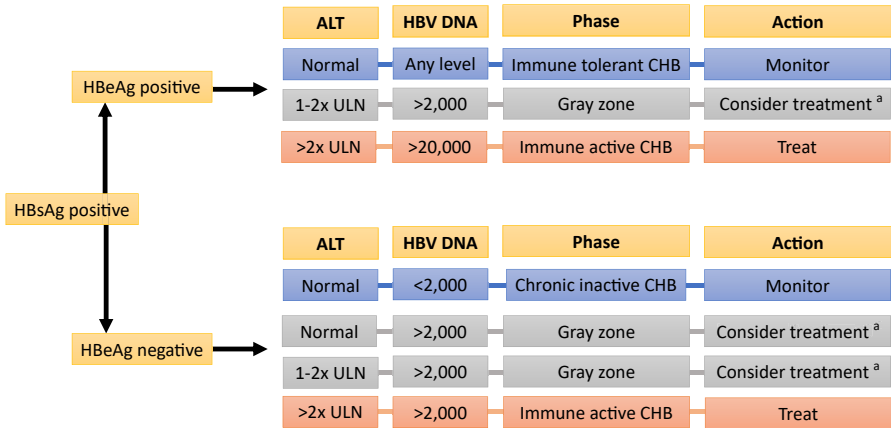 ALT HBV DNA Phase Action
Normal Any level Immune tolerant CHB Monitor
HBeAg positive
1-2x ULN >2,000 Gray zone Consider treatment a
>2x ULN >20,000 Immune active CHB Treat
HBsAg positive
ALT HBV DNA Phase Action
Normal <2,000 Chronic inactive CHB Monitor
Normal >2,000 Gray zone Consider treatment a
HBeAg negative
1-2x ULN >2,000 Gray zone Consider treatment a
>2x ULN >2,000 Immune active CHB Treat